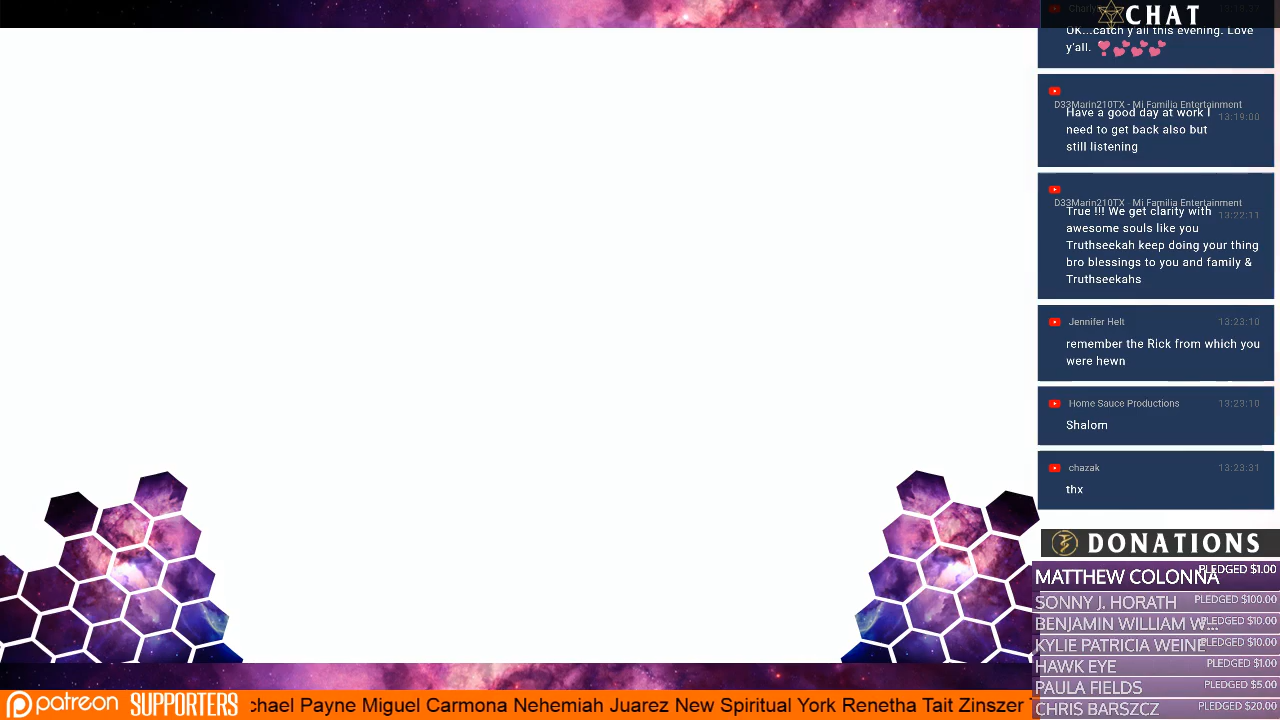 CHAT
OK...catch y'all this evening. Love
y'all.
D33Marin210TX - Mi Familia Entertainment
Have a good day at work I
13:19:00
need to get back also but
still listening
D33Marin210TX - Mi Familia Entertainment
True !!! We get clarity with
13:22:11
awesome souls like you
Truthseekah keep doing your thing
bro blessings to you and family &
Truthseekahs
Jennifer Helt 13:23:10
remember the Rick from which you
were hewn
Home Sauce Productions 13:23:10
Shalom
chazak 13:23:31
thx
DONATIONS
MATTHEW COLONNA PLEDGED $1.00
SONNY J. HORATH PLEDGED $100.00
BENJAMIN WILLIAM W... PLEDGED $10.00
KYLIE PATRICIA WEINE PLEDGED $10.00
HAWK EYE PLEDGED $1.00
PAULA FIELDS PLEDGED $5.00
CHRIS BARSZCZ PLEDGED $20.00
patreon SUPPORTERS chael Payne Miguel Carmona Nehemiah Juarez New Spiritual York Renetha Tait Zinszer